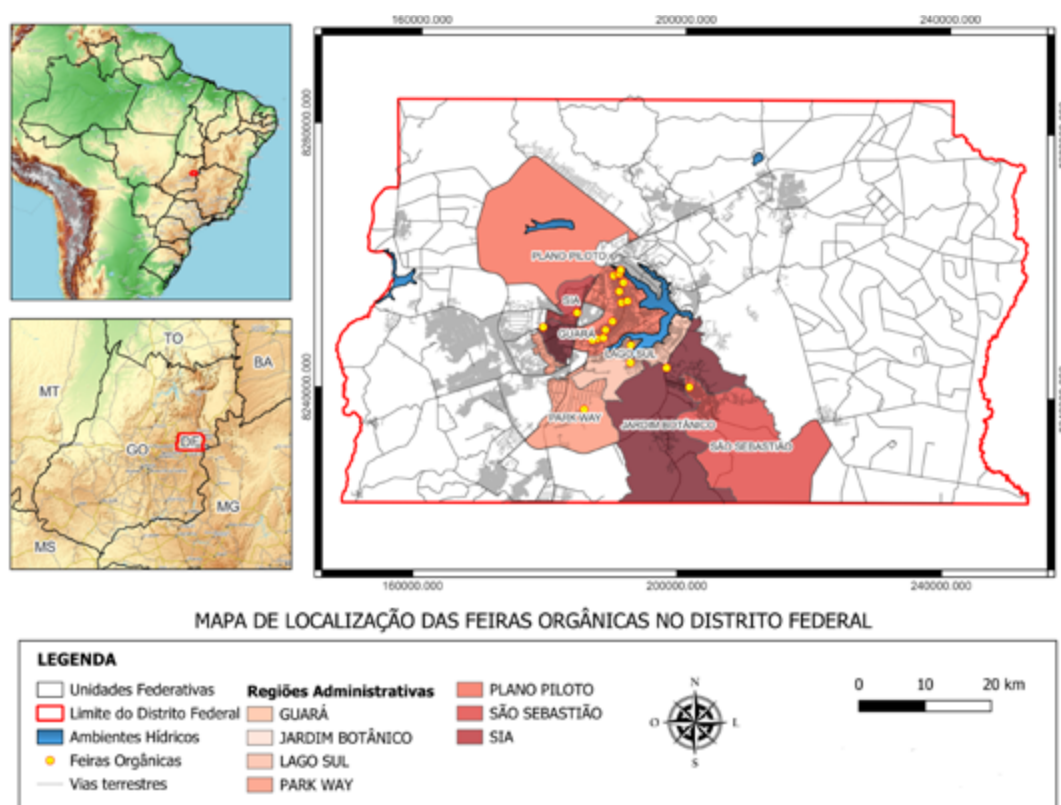 160000.000 200000.000 240000.000
8280000.000
8240000.000
PLANO PILOTO
SIA
GUARÁ
LAGO SUL
PARK WAY
JARDIM BOTÂNICO
SÃO SEBASTIÃO
TO
BA
MT
DF
GO
MG
MS
160000.000 200000.000 240000.000
MAPA DE LOCALIZAÇÃO DAS FEIRAS ORGÂNICAS NO DISTRITO FEDERAL
LEGENDA
Unidades Federativas
Limite do Distrito Federal
Ambientes Hídricos
Feiras Orgânicas
Vias terrestres
Regiões Administrativas
GUARÁ
JARDIM BOTÂNICO
LAGO SUL
PARK WAY
PLANO PILOTO
SÃO SEBASTIÃO
SIA
N
O L
S
0 10 20 km